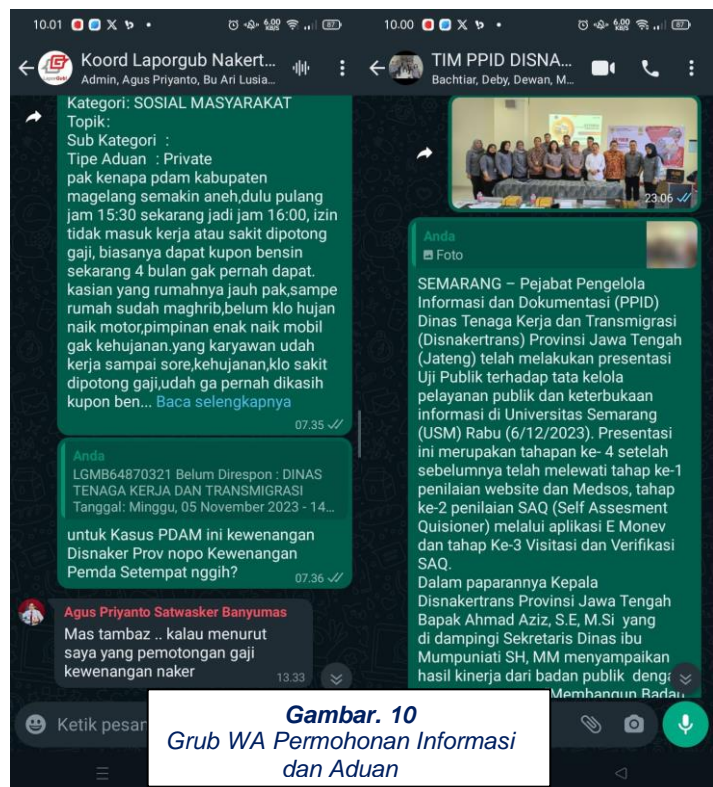 10.01
6,00
KB/S
87
Koord Laporgub Nakert...
Admin, Agus Priyanto, Bu Ari Lusia...
Kategori: SOSIAL MASYARAKAT
Topik:
Sub Kategori :
Tipe Aduan : Private
pak kenapa pdam kabupaten
magelang semakin aneh,dulu pulang
jam 15:30 sekarang jadi jam 16:00, izin
tidak masuk kerja atau sakit dipotong
gaji, biasanya dapat kupon bensin
sekarang 4 bulan gak pernah dapat.
kasian yang rumahnya jauh pak,sampe
rumah sudah maghrib,belum klo hujan
naik motor,pimpinan enak naik mobil
gak kehujanan.yang karyawan udah
kerja sampai sore,kehujanan,klo sakit
dipotong gaji,udah ga pernah dikasih
kupon ben... Baca selengkapnya
07.35
Anda
LGMB64870321 Belum Direspon : DINAS
TENAGA KERJA DAN TRANSMIGRASI
Tanggal: Minggu, 05 November 2023 - 14...
untuk Kasus PDAM ini kewenangan
Disnaker Prov nopo Kewenangan
Pemda Setempat nggih?
07.36
Agus Priyanto Satwasker Banyumas
Mas tambaz .. kalau menurut
saya yang pemotongan gaji
kewenangan naker
13.33
Ketik pesan
10.00
6,00
KB/S
87
TIM PPID DISNA...
Bachtiar, Deby, Dewan, M...
23.06
Anda
Foto
SEMARANG – Pejabat Pengelola
Informasi dan Dokumentasi (PPID)
Dinas Tenaga Kerja dan Transmigrasi
(Disnakertrans) Provinsi Jawa Tengah
(Jateng) telah melakukan presentasi
Uji Publik terhadap tata kelola
pelayanan publik dan keterbukaan
informasi di Universitas Semarang
(USM) Rabu (6/12/2023). Presentasi
ini merupakan tahapan ke- 4 setelah
sebelumnya telah melewati tahap ke-1
penilaian website dan Medsos, tahap
ke-2 penilaian SAQ (Self Assesment
Quisioner) melalui aplikasi E Monev
dan tahap Ke-3 Visitasi dan Verifikasi
SAQ.
Dalam paparannya Kepala
Disnakertrans Provinsi Jawa Tengah
Bapak Ahmad Aziz, S.E, M.Si yang
di dampingi Sekretaris Dinas ibu
Mumpuniati SH, MM menyampaikan
hasil kinerja dari badan publik
Membangun Badan
Gambar. 10
Grub WA Permohonan Informasi
dan Aduan